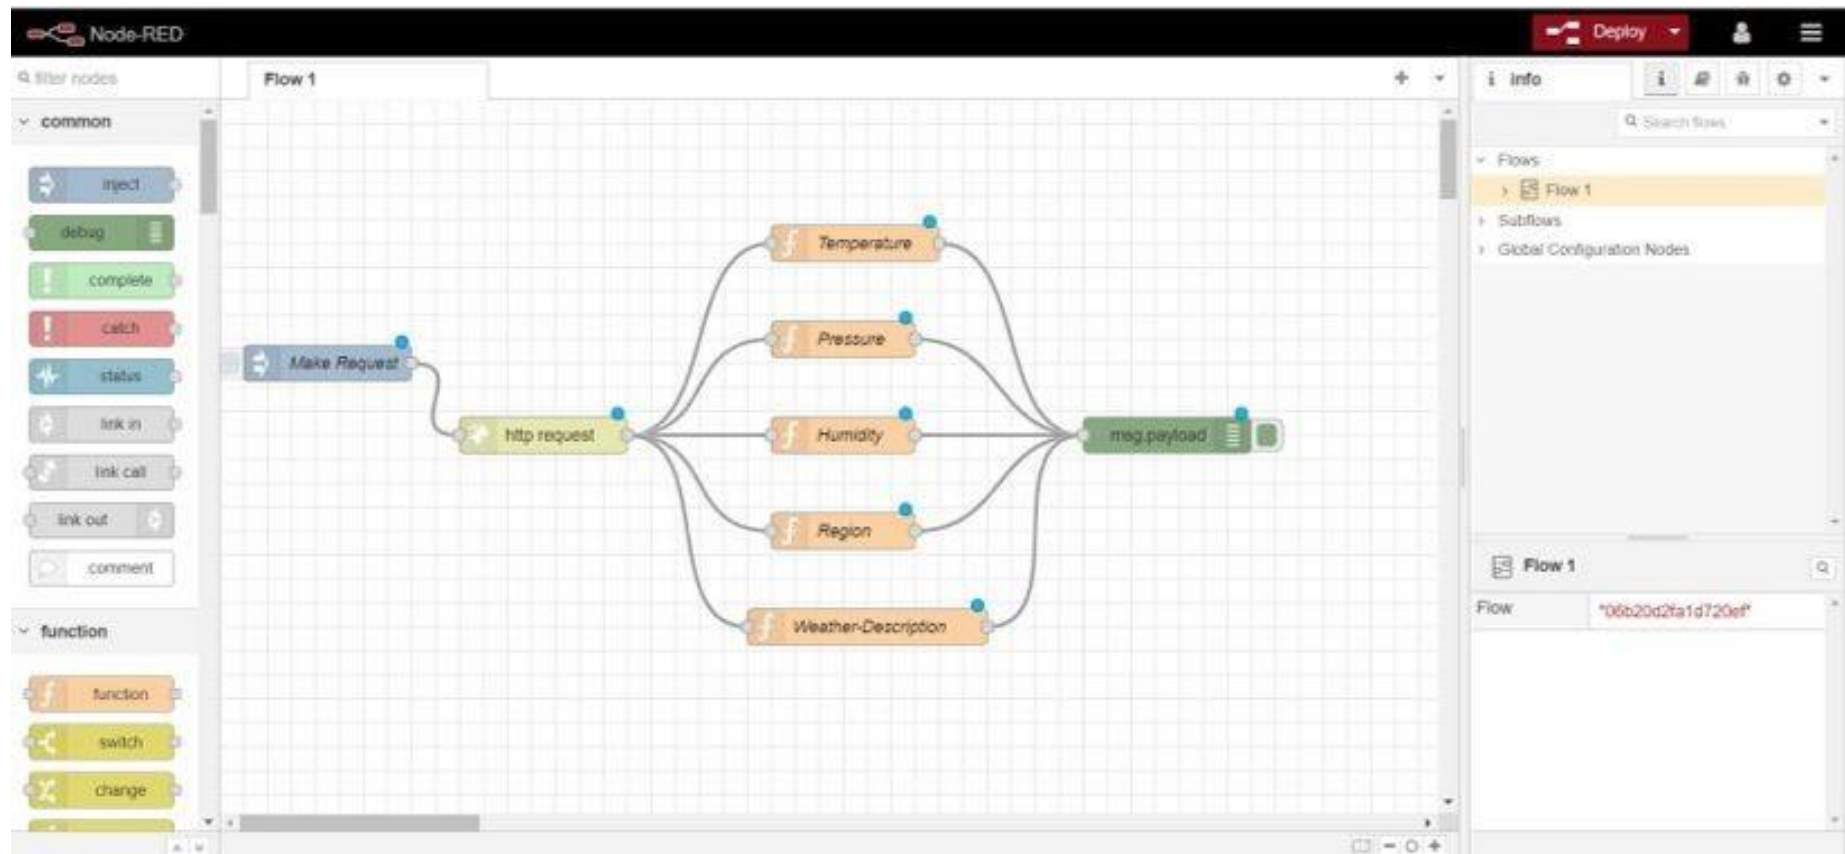 Node-RED
Deploy
filter nodes
Flow 1
info
Search flows
common
inject
debug
complete
catch
status
link in
link call
link out
comment
function
function
switch
change
Make Request
http request
Temperature
Pressure
Humidity
Region
Weather-Description
msg.payload
Flows
Flow 1
Subflows
Global Configuration Nodes
Flow 1
Flow "06b20d2fa1d720ef"